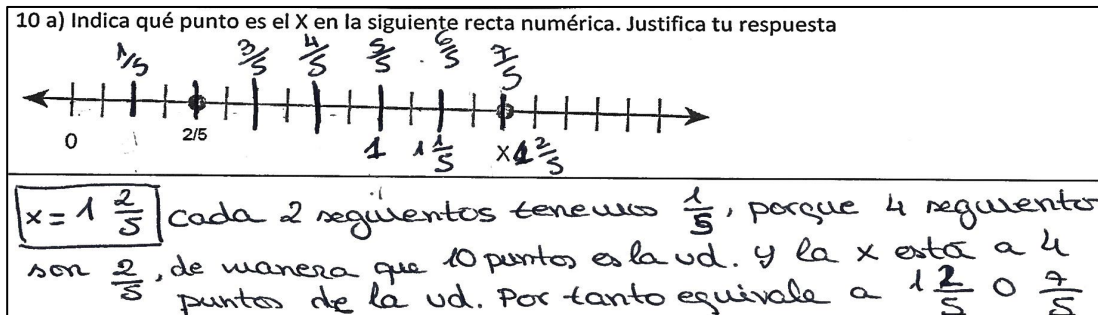 10 a) Indica qué punto es el X en la siguiente recta numérica. Justifica tu respuesta
1/5 3/5 4/5 5/5 6/5 7/5
0 2/5 1 1 1/5 X 1 2/5
x = 1 2/5 cada 2 seguientos tenemos 1/5, porque 4 seguientos
son 2/5, de manera que 10 puntos es la ud. y la x está a 4
puntos de la ud. Por tanto equivale a 1 2/5 o 7/5